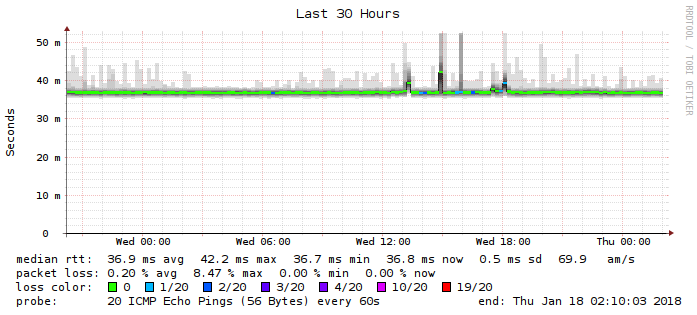 Last 30 Hours
RRDTOOL / TOBI OETIKER
Seconds
50 m
40 m
30 m
20 m
10 m
0
Wed 00:00 Wed 06:00 Wed 12:00 Wed 18:00 Thu 00:00
median rtt: 36.9 ms avg 42.2 ms max 36.7 ms min 36.8 ms now 0.5 ms sd 69.9 am/s
packet loss: 0.20 % avg 8.47 % max 0.00 % min 0.00 % now
loss color: 0 1/20 2/20 3/20 4/20 10/20 19/20
probe: 20 ICMP Echo Pings (56 Bytes) every 60s end: Thu Jan 18 02:10:03 2018